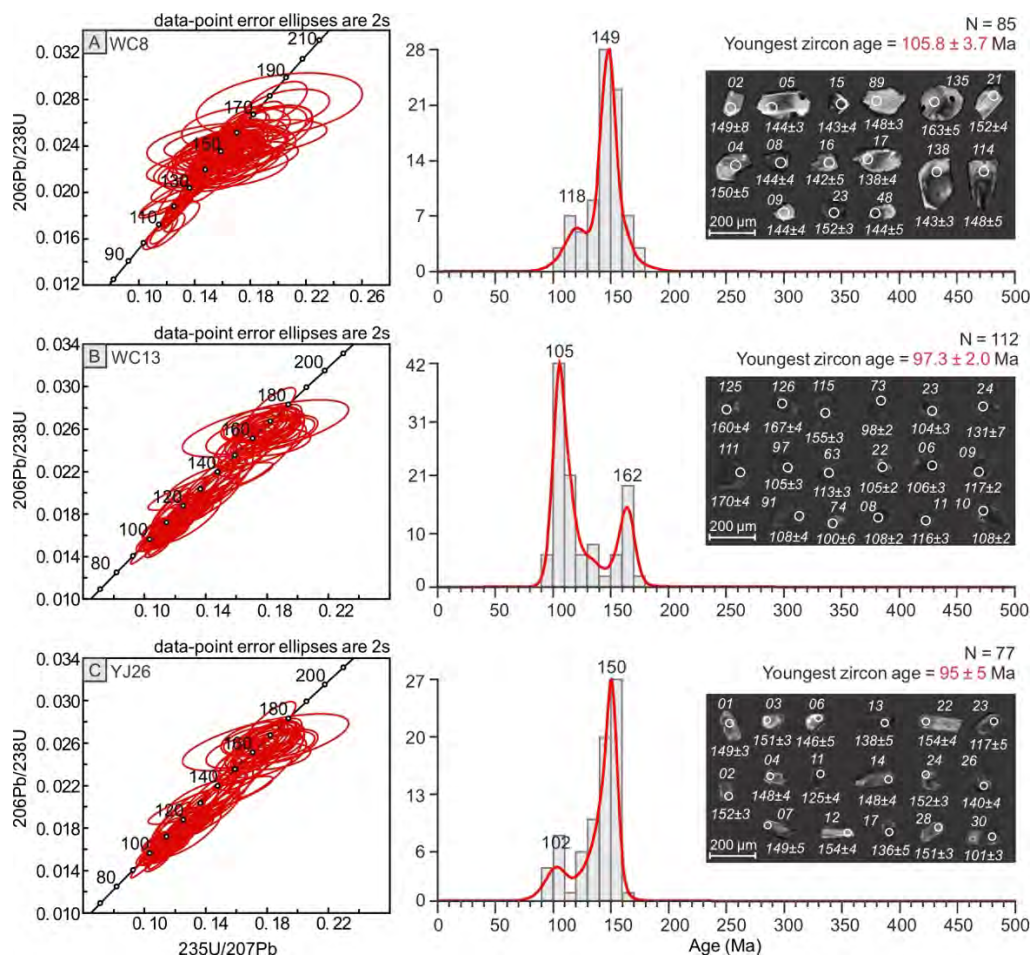 data-point error ellipses are 2s
A WC8
0.034
0.032
0.028
0.024
0.020
0.016
0.012
206Pb/238U
210
190
170
150
130
110
90
0.10 0.14 0.18 0.22 0.26
28
21
14
7
0
149
118
0 50 100 150 200 250 300 350 400 450 500
N = 85
Youngest zircon age = 105.8 ± 3.7 Ma
02 05 15 89 135 21
149±8 144±3 143±4 148±3 163±5 152±4
04 08 16 17 138 114
150±5 144±4 142±5 138±4 143±3 148±5
09 23 48
144±4 152±3 144±5
200 µm
data-point error ellipses are 2s
B WC13
0.034
0.030
0.026
0.022
0.018
0.014
0.010
206Pb/238U
200
180
160
140
120
100
80
0.10 0.14 0.18 0.22
42
31
21
10
0
105
162
0 50 100 150 200 250 300 350 400 450 500
N = 112
Youngest zircon age = 97.3 ± 2.0 Ma
125 126 115 73 23 24
160±4 167±4 155±3 98±2 104±3 131±7
111 97 63 22 06 09
170±4 105±3 113±3 105±2 106±3 117±2
91 74 08 11 10
108±4 100±6 108±2 116±3 108±2
200 µm
data-point error ellipses are 2s
C YJ26
0.034
0.030
0.026
0.022
0.018
0.014
0.010
206Pb/238U
200
180
160
140
120
100
80
0.10 0.14 0.18 0.22
235U/207Pb
27
20
13
7
0
150
102
0 50 100 150 200 250 300 350 400 450 500
Age (Ma)
N = 77
Youngest zircon age = 95 ± 5 Ma
01 03 06 13 22 23
149±3 151±3 146±5 138±5 154±4 117±5
02 04 11 14 24 26
152±3 148±4 125±4 148±4 152±3 140±4
07 12 17 28 30
149±5 154±4 136±5 151±3 101±3
200 µm